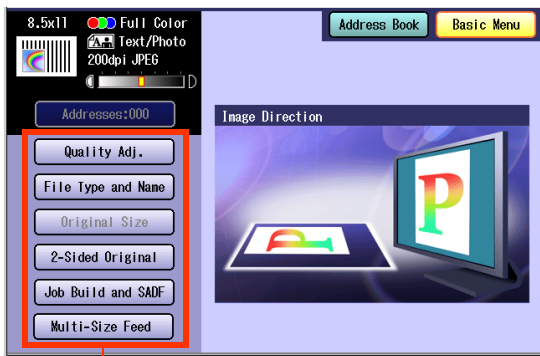 8.5x11 Full Color
A Text/Photo
200dpi JPEG
Address Book
Basic Menu
Addresses:000
Quality Adj.
File Type and Name
Original Size
2-Sided Original
Job Build and SADF
Multi-Size Feed
Image Direction
P
P